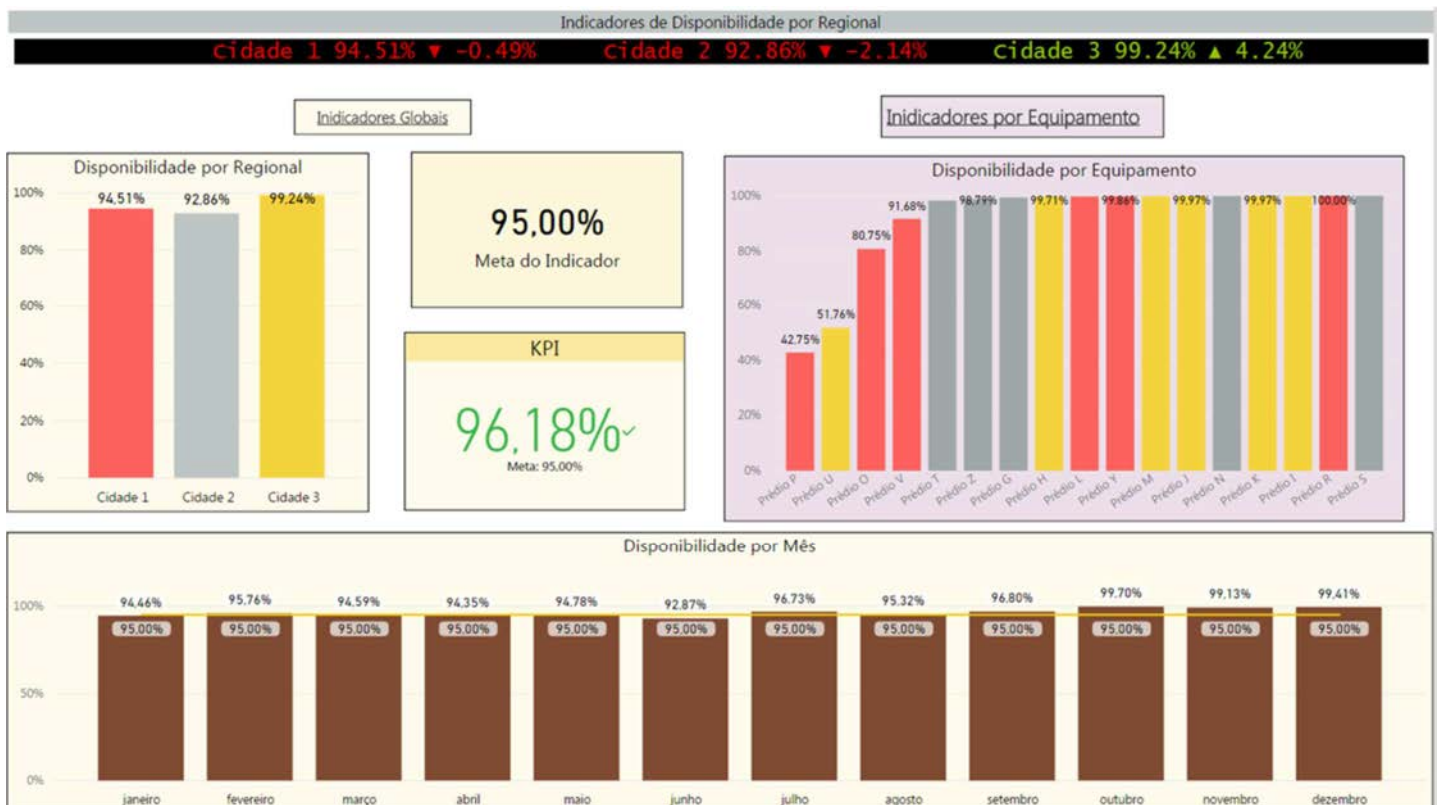 Indicadores de Disponibilidade por Regional
Cidade 1 94.51% ▼ -0.49% Cidade 2 92.86% ▼ -2.14% Cidade 3 99.24% ▲ 4.24%
Inidicadores Globais
Inidicadores por Equipamento
Disponibilidade por Regional
100%
80%
60%
40%
20%
0%
94,51% 92,86% 99,24%
Cidade 1 Cidade 2 Cidade 3
95,00%
Meta do Indicador
KPI
96,18%✓
Meta: 95,00%
Disponibilidade por Equipamento
100%
80%
60%
40%
20%
0%
42,75% 51,76% 80,75% 91,68% 98,79% 99,71% 99,86% 99,97% 99,97% 100,00%
Prédio P Prédio U Prédio O Prédio V Prédio T Prédio Z Prédio G Prédio H Prédio L Prédio Y Prédio M Prédio J Prédio N Prédio K Prédio I Prédio R Prédio S
Disponibilidade por Mês
100%
50%
0%
94,46% 95,76% 94,59% 94,35% 94,78% 92,87% 96,73% 95,32% 96,80% 99,70% 99,13% 99,41%
95,00% 95,00% 95,00% 95,00% 95,00% 95,00% 95,00% 95,00% 95,00% 95,00% 95,00% 95,00%
janeiro fevereiro março abril maio junho julho agosto setembro outubro novembro dezembro